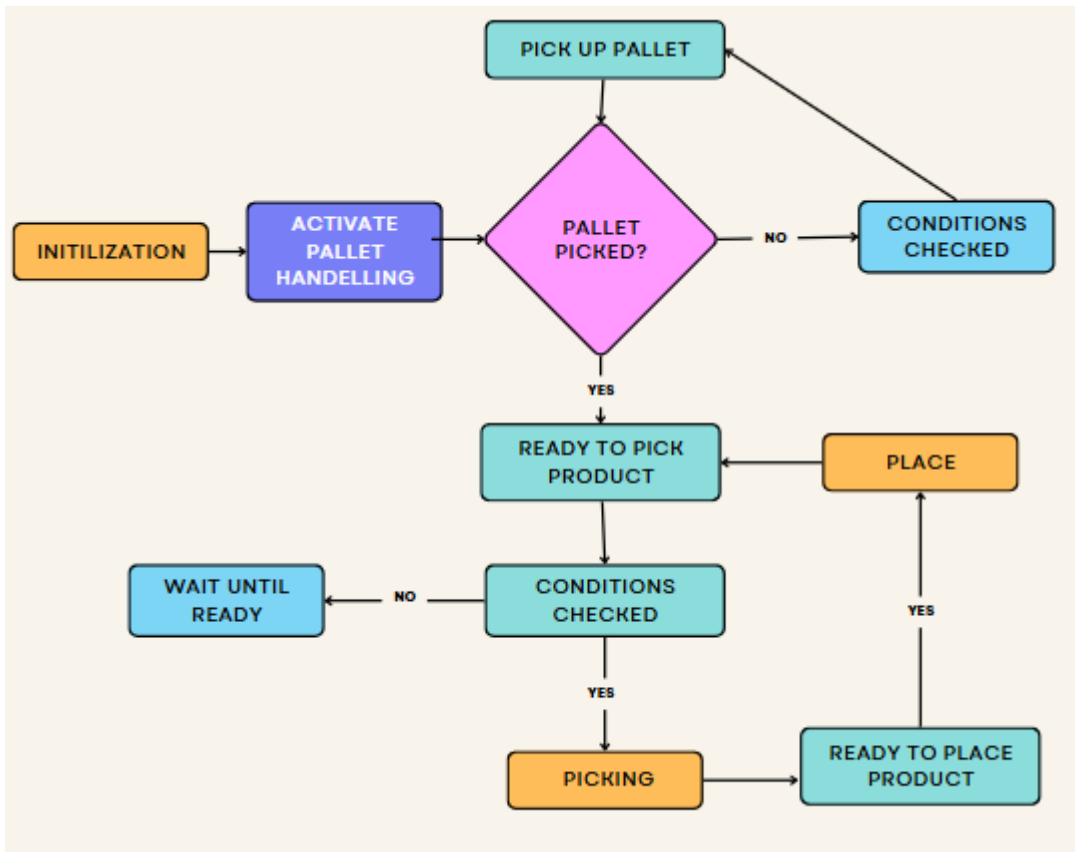 PICK UP PALLET
INITILIZATION
ACTIVATE
PALLET
HANDELLING
PALLET
PICKED?
NO
CONDITIONS
CHECKED
YES
READY TO PICK
PRODUCT
PLACE
WAIT UNTIL
READY
NO
CONDITIONS
CHECKED
YES
YES
PICKING
READY TO PLACE
PRODUCT